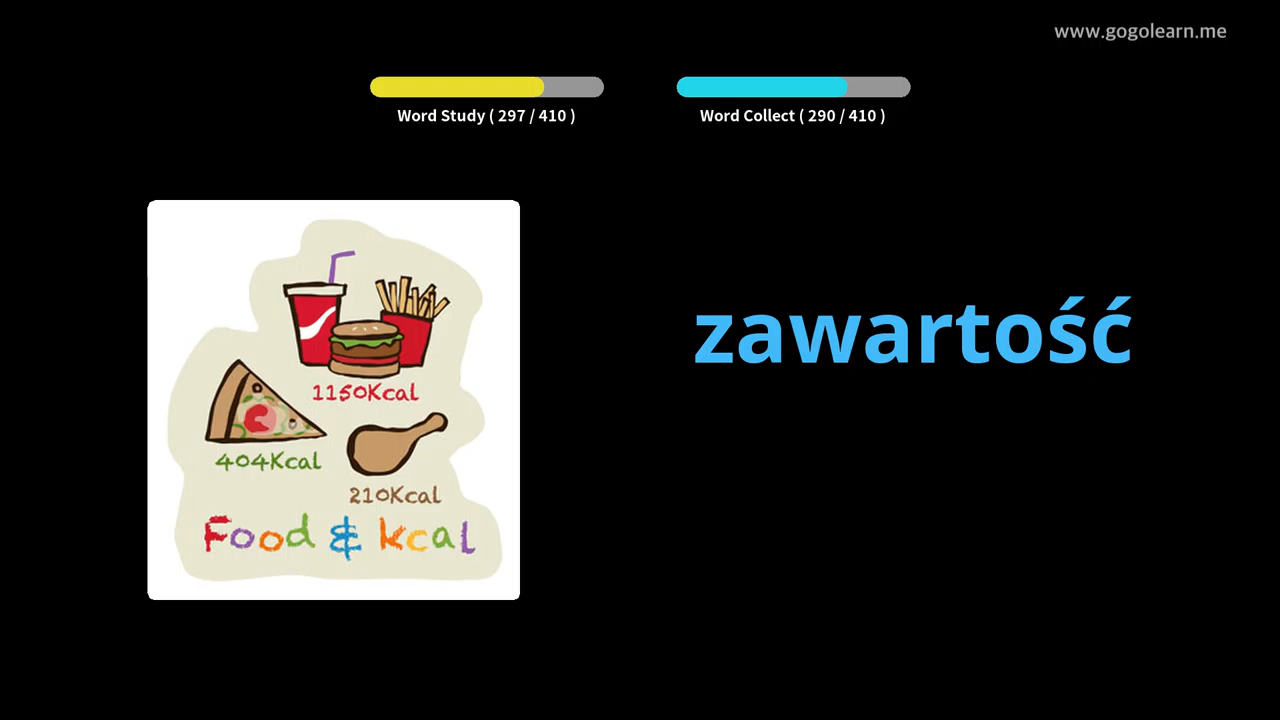 www.gogolearn.me
Word Study ( 297 / 410 )
Word Collect ( 290 / 410 )
zawartość
1150Kcal
404Kcal
210Kcal
Food & kcal